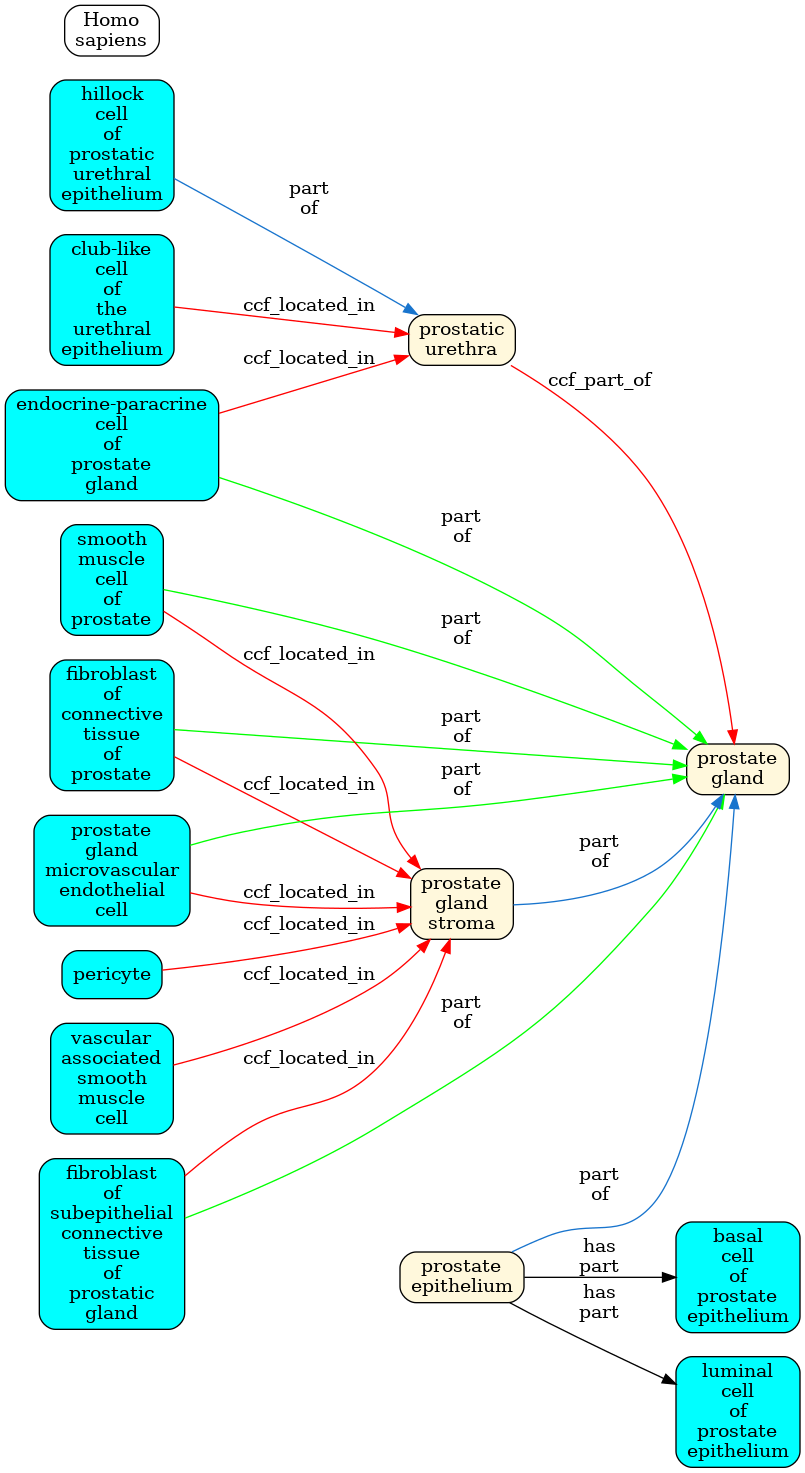 Homo
sapiens
hillock
cell
of
prostatic
urethral
epithelium
part
of
club-like
cell
of
the
urethral
epithelium
ccf_located_in
prostatic
urethra
ccf_located_in
ccf_part_of
endocrine-paracrine
cell
of
prostate
gland
part
of
smooth
muscle
cell
of
prostate
part
of
ccf_located_in
fibroblast
of
connective
tissue
of
prostate
part
of
ccf_located_in
prostate
gland
part
of
prostate
gland
microvascular
endothelial
cell
ccf_located_in
part
of
prostate
gland
stroma
ccf_located_in
pericyte
ccf_located_in
vascular
associated
smooth
muscle
cell
part
of
ccf_located_in
fibroblast
of
subepithelial
connective
tissue
of
prostatic
gland
part
of
prostate
epithelium
has
part
has
part
basal
cell
of
prostate
epithelium
luminal
cell
of
prostate
epithelium